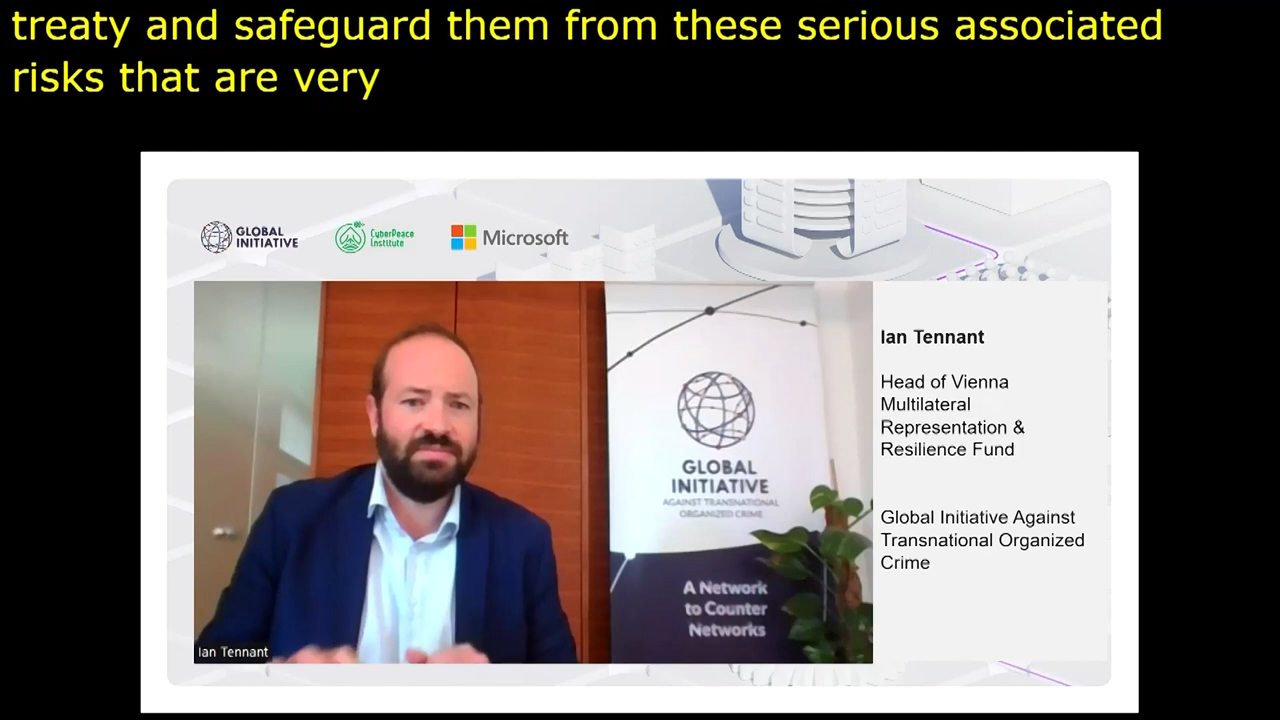 treaty and safeguard them from these serious associated
risks that are very
GLOBAL
INITIATIVE
CyberPeace
Institute
Microsoft
Ian Tennant
Head of Vienna
Multilateral
Representation &
Resilience Fund
Global Initiative Against
Transnational Organized
Crime
GLOBAL
INITIATIVE
AGAINST TRANSNATIONAL
ORGANIZED CRIME
A Network
to Counter
Networks
Ian Tennant